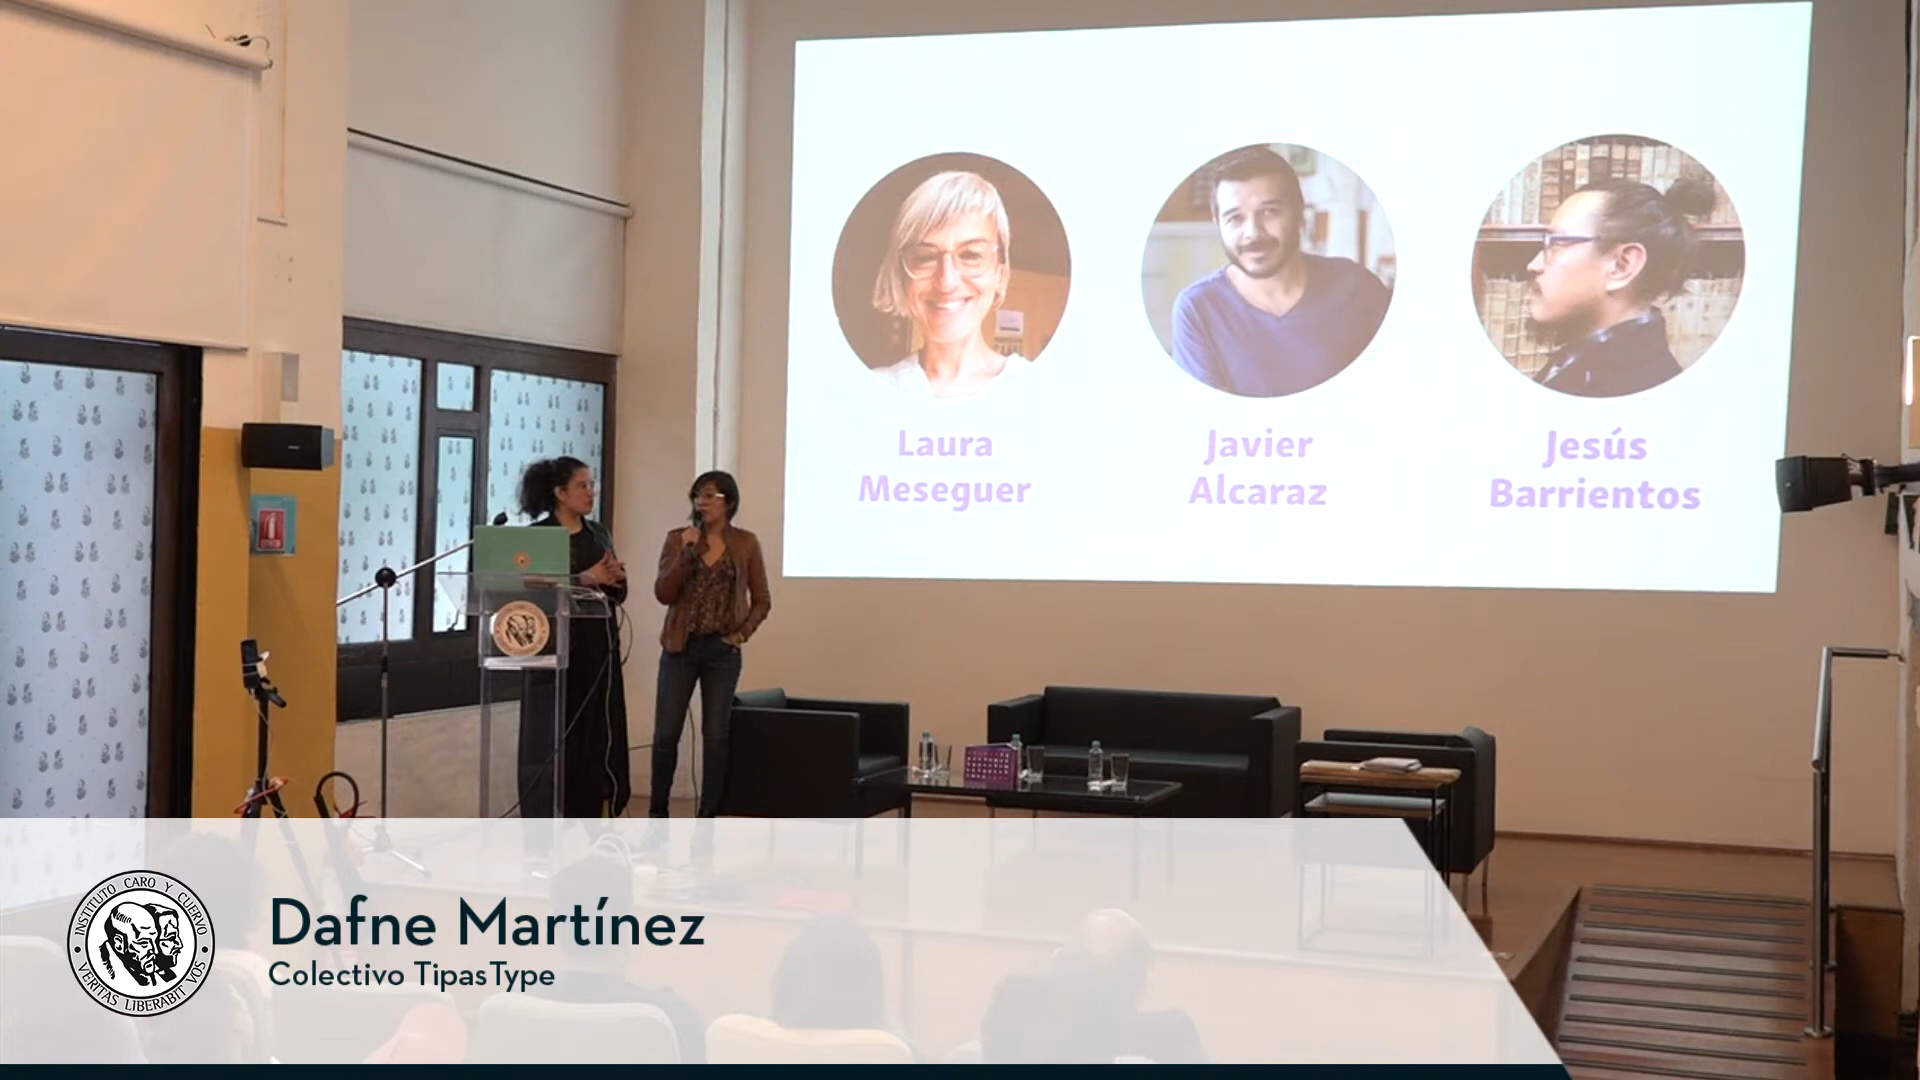 Laura
Meseguer
Javier
Alcaraz
Jesús
Barrientos
INSTITUTO CARO Y CUERVO
VERITAS LIBERABIT VOS
Dafne Martínez
Colectivo TipasType